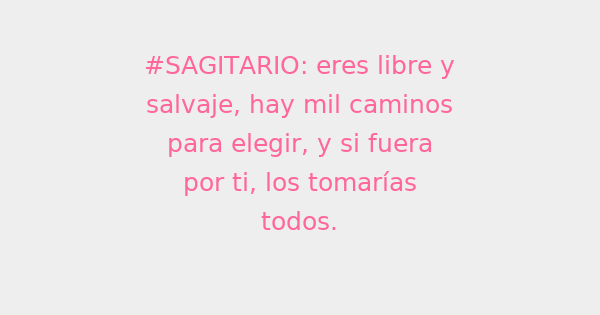 #SAGITARIO: eres libre y
salvaje, hay mil caminos
para elegir, y si fuera
por ti, los tomarías
todos.